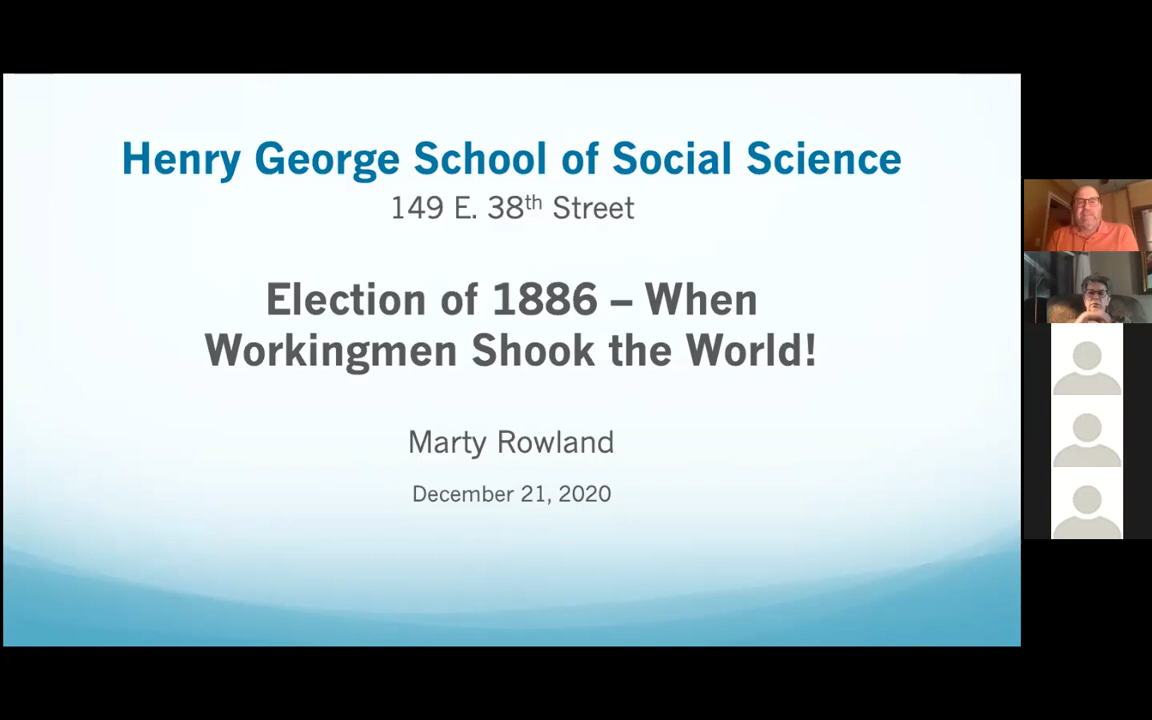 Henry George School of Social Science
149 E. 38th Street
Election of 1886 – When
Workingmen Shook the World!
Marty Rowland
December 21, 2020